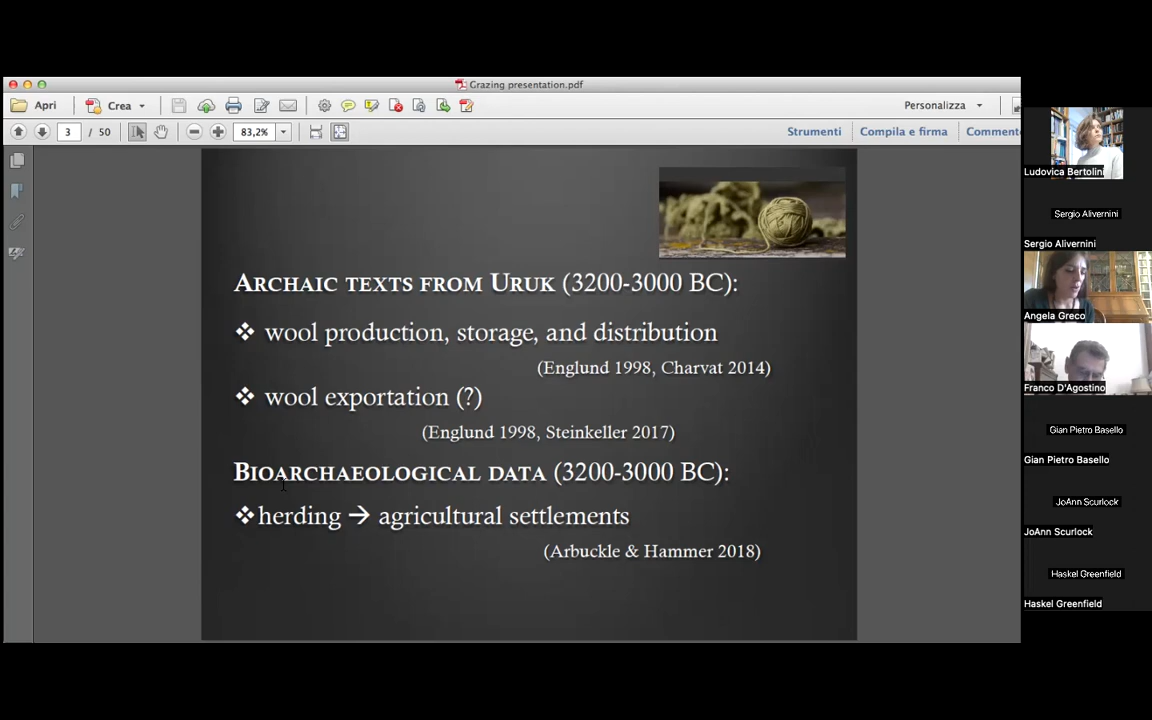 Grazing presentation.pdf
Apri
Crea
Personalizza
3 / 50
83,2%
Strumenti
Compila e firma
Comment
ARCHAIC TEXTS FROM URUK (3200-3000 BC):
❖ wool production, storage, and distribution
(Englund 1998, Charvat 2014)
❖ wool exportation (?)
(Englund 1998, Steinkeller 2017)
BIOARCHAEOLOGICAL DATA (3200-3000 BC):
❖herding → agricultural settlements
(Arbuckle & Hammer 2018)
Ludovica Bertolini
Sergio Alivernini
Sergio Alivernini
Angela Greco
Franco D'Agostino
Gian Pietro Basello
Gian Pietro Basello
JoAnn Scurlock
JoAnn Scurlock
Haskel Greenfield
Haskel Greenfield